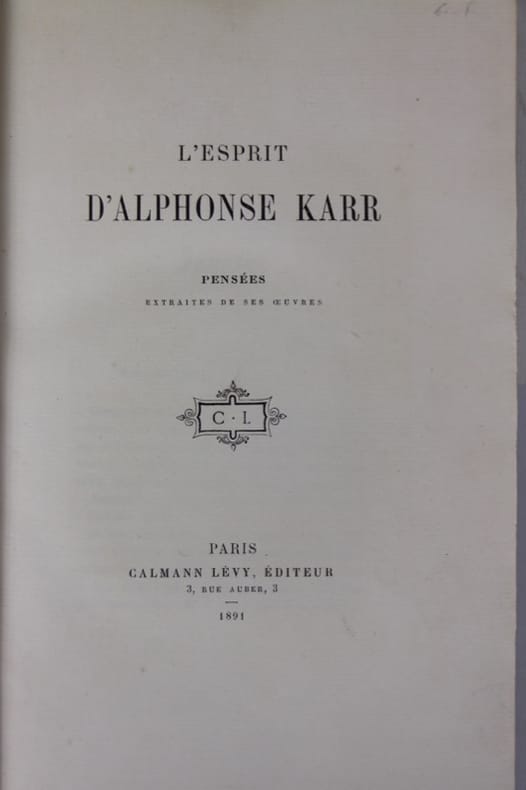 L'ESPRIT
D'ALPHONSE KARR
PENSÉES
EXTRAITES DE SES ŒUVRES
C · L
PARIS
CALMANN LÉVY, ÉDITEUR
3, RUE AUBER, 3
1891